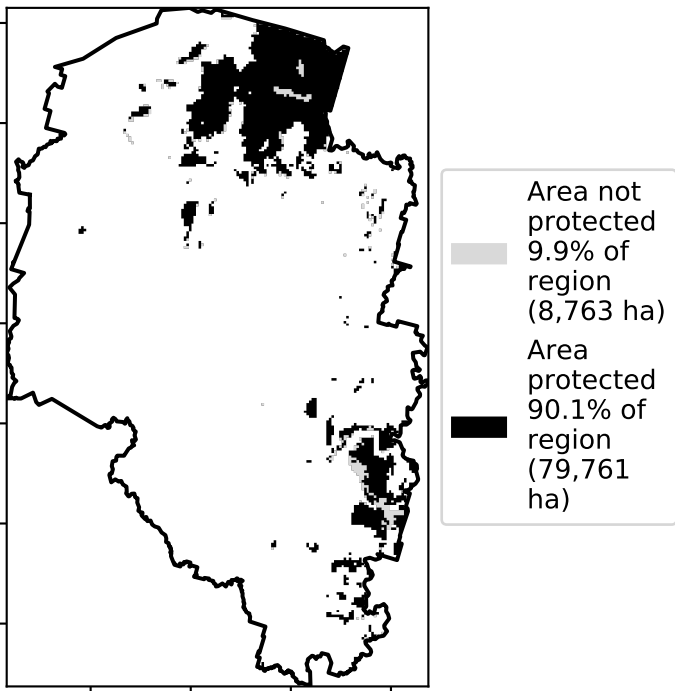 Area not
protected
9.9% of
region
(8,763 ha)
Area
protected
90.1% of
region
(79,761
ha)